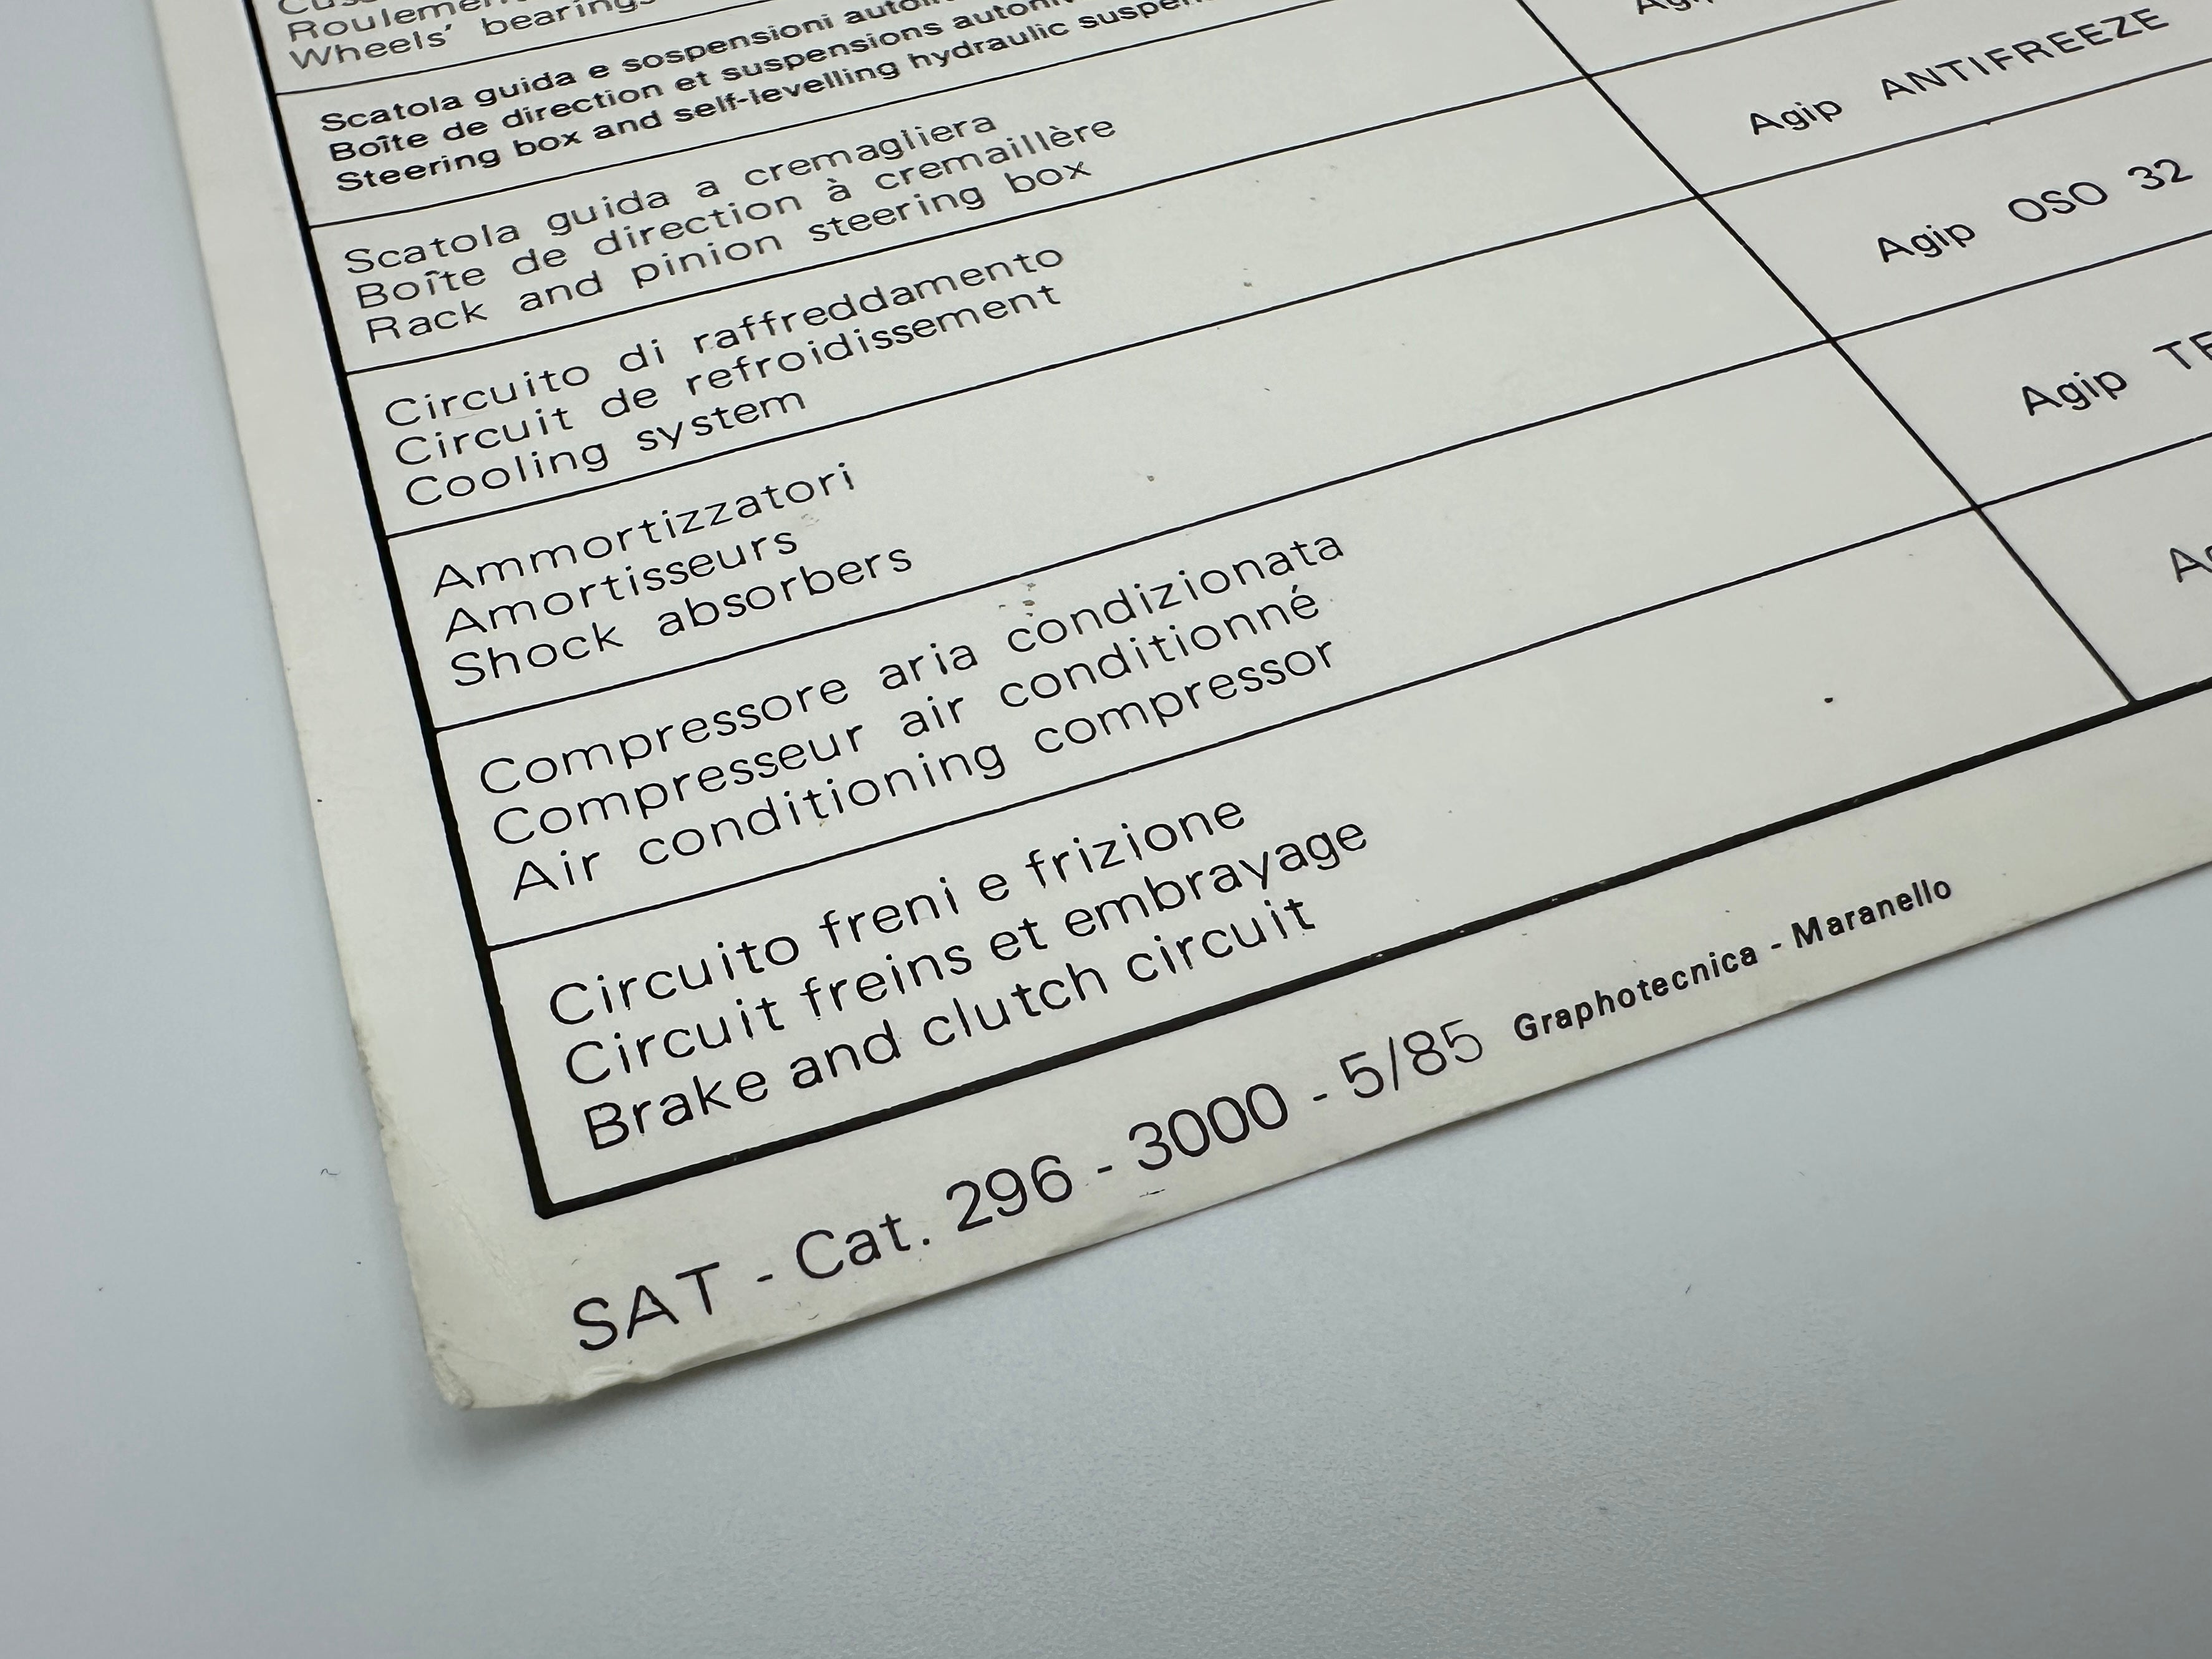 Wheels' bearings
Scatola guida e sospensioni
Boîte de direction et suspensions
Steering box and self-levelling hydraulic
Scatola guida a cremagliera
Boîte de direction à cremaillère
Rack and pinion steering box
Agip ANTIFREEZE
Circuito di raffreddamento
Circuit de refroidissement
Cooling system
Agip OSO 32
Ammortizzatori
Amortisseurs
Shock absorbers
Agip
Compressore aria condizionata
Compresseur air conditionné
Air conditioning compressor
Circuito freni e frizione
Circuit freins et embrayage
Brake and clutch circuit
SAT - Cat. 296 - 3000 - 5/85 Graphotecnica - Maranello